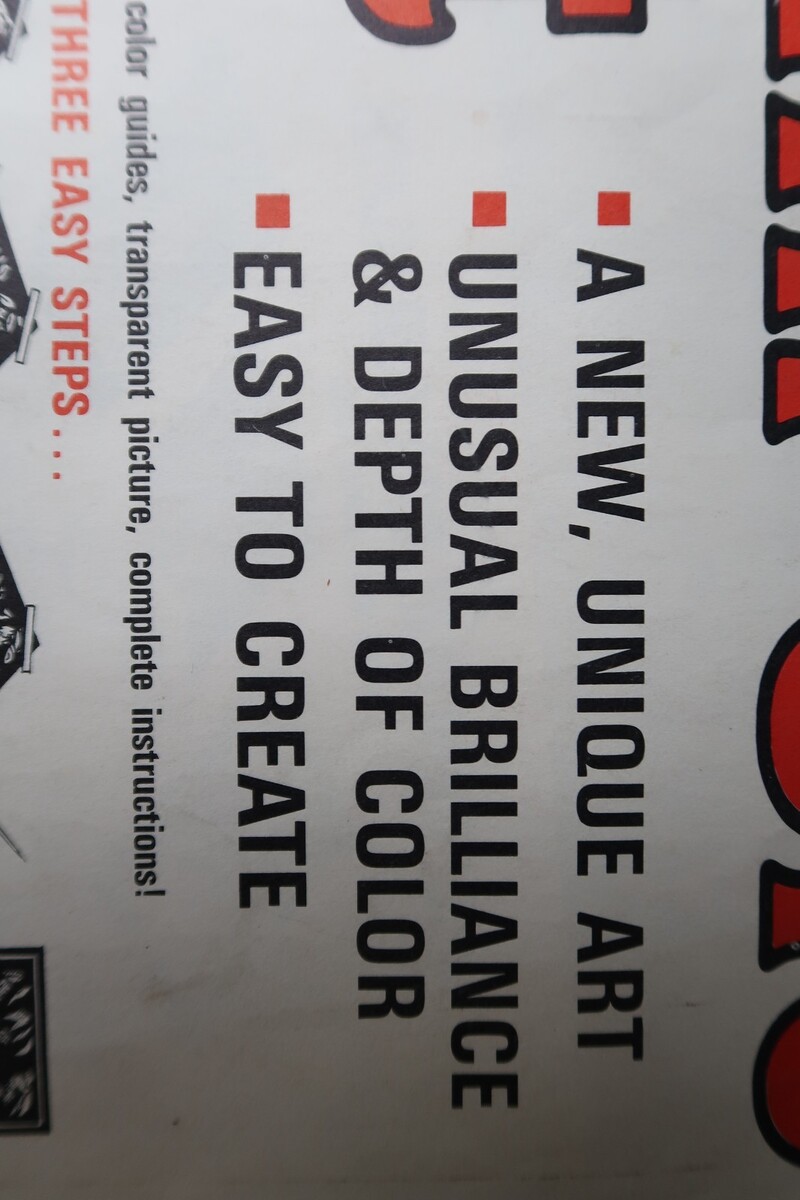 A NEW, UNIQUE ART
UNUSUAL BRILLIANCE
& DEPTH OF COLOR
EASY TO CREATE
color guides, transparent picture, complete instructions!
THREE EASY STEPS...